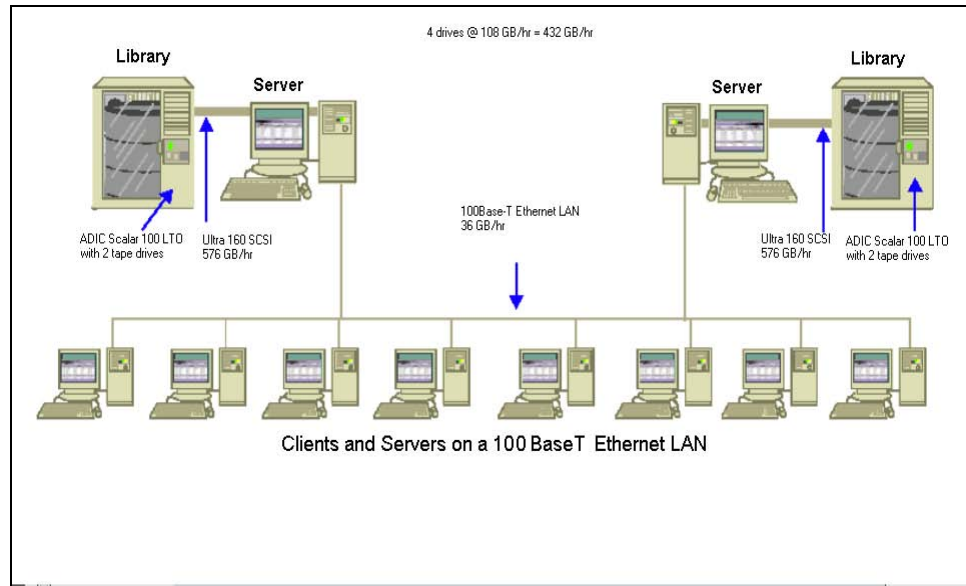 4 drives @ 108 GB/hr = 432 GB/hr
Library
Server
Server
Library
ADIC Scalar 100 LTO
with 2 tape drives
Ultra 160 SCSI
576 GB/hr
100Base-T Ethernet LAN
36 GB/hr
Ultra 160 SCSI
576 GB/hr
ADIC Scalar 100 LTO
with 2 tape drives
Clients and Servers on a 100 BaseT Ethernet LAN